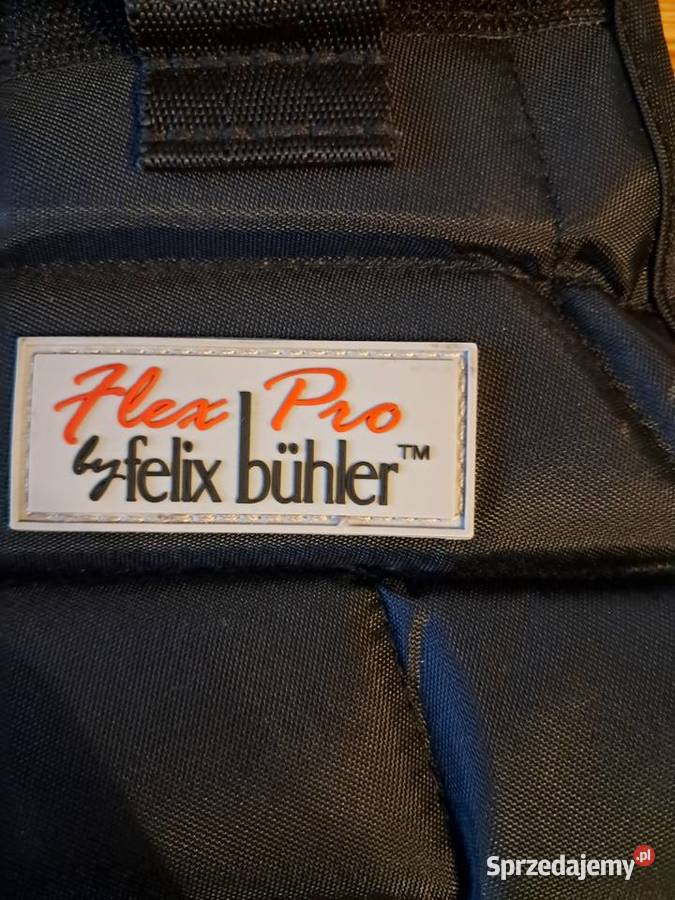 Flex Pro
by felix bühler™
Sprzedajemy.pl